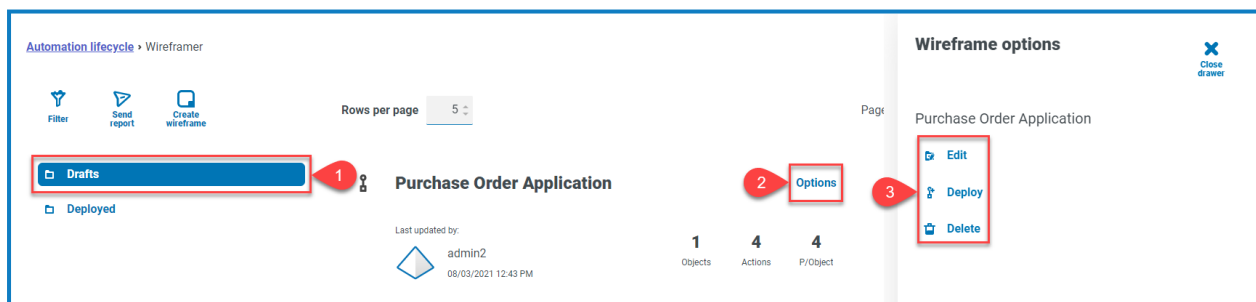 Automation lifecycle › Wireframer
Filter
Send report
Create wireframe
Rows per page 5
Page
Drafts
Deployed
1
Purchase Order Application
2
Options
Last updated by:
admin2
08/03/2021 12:43 PM
1
Objects
4
Actions
4
P/Object
Wireframe options
Close drawer
Purchase Order Application
3
Edit
Deploy
Delete